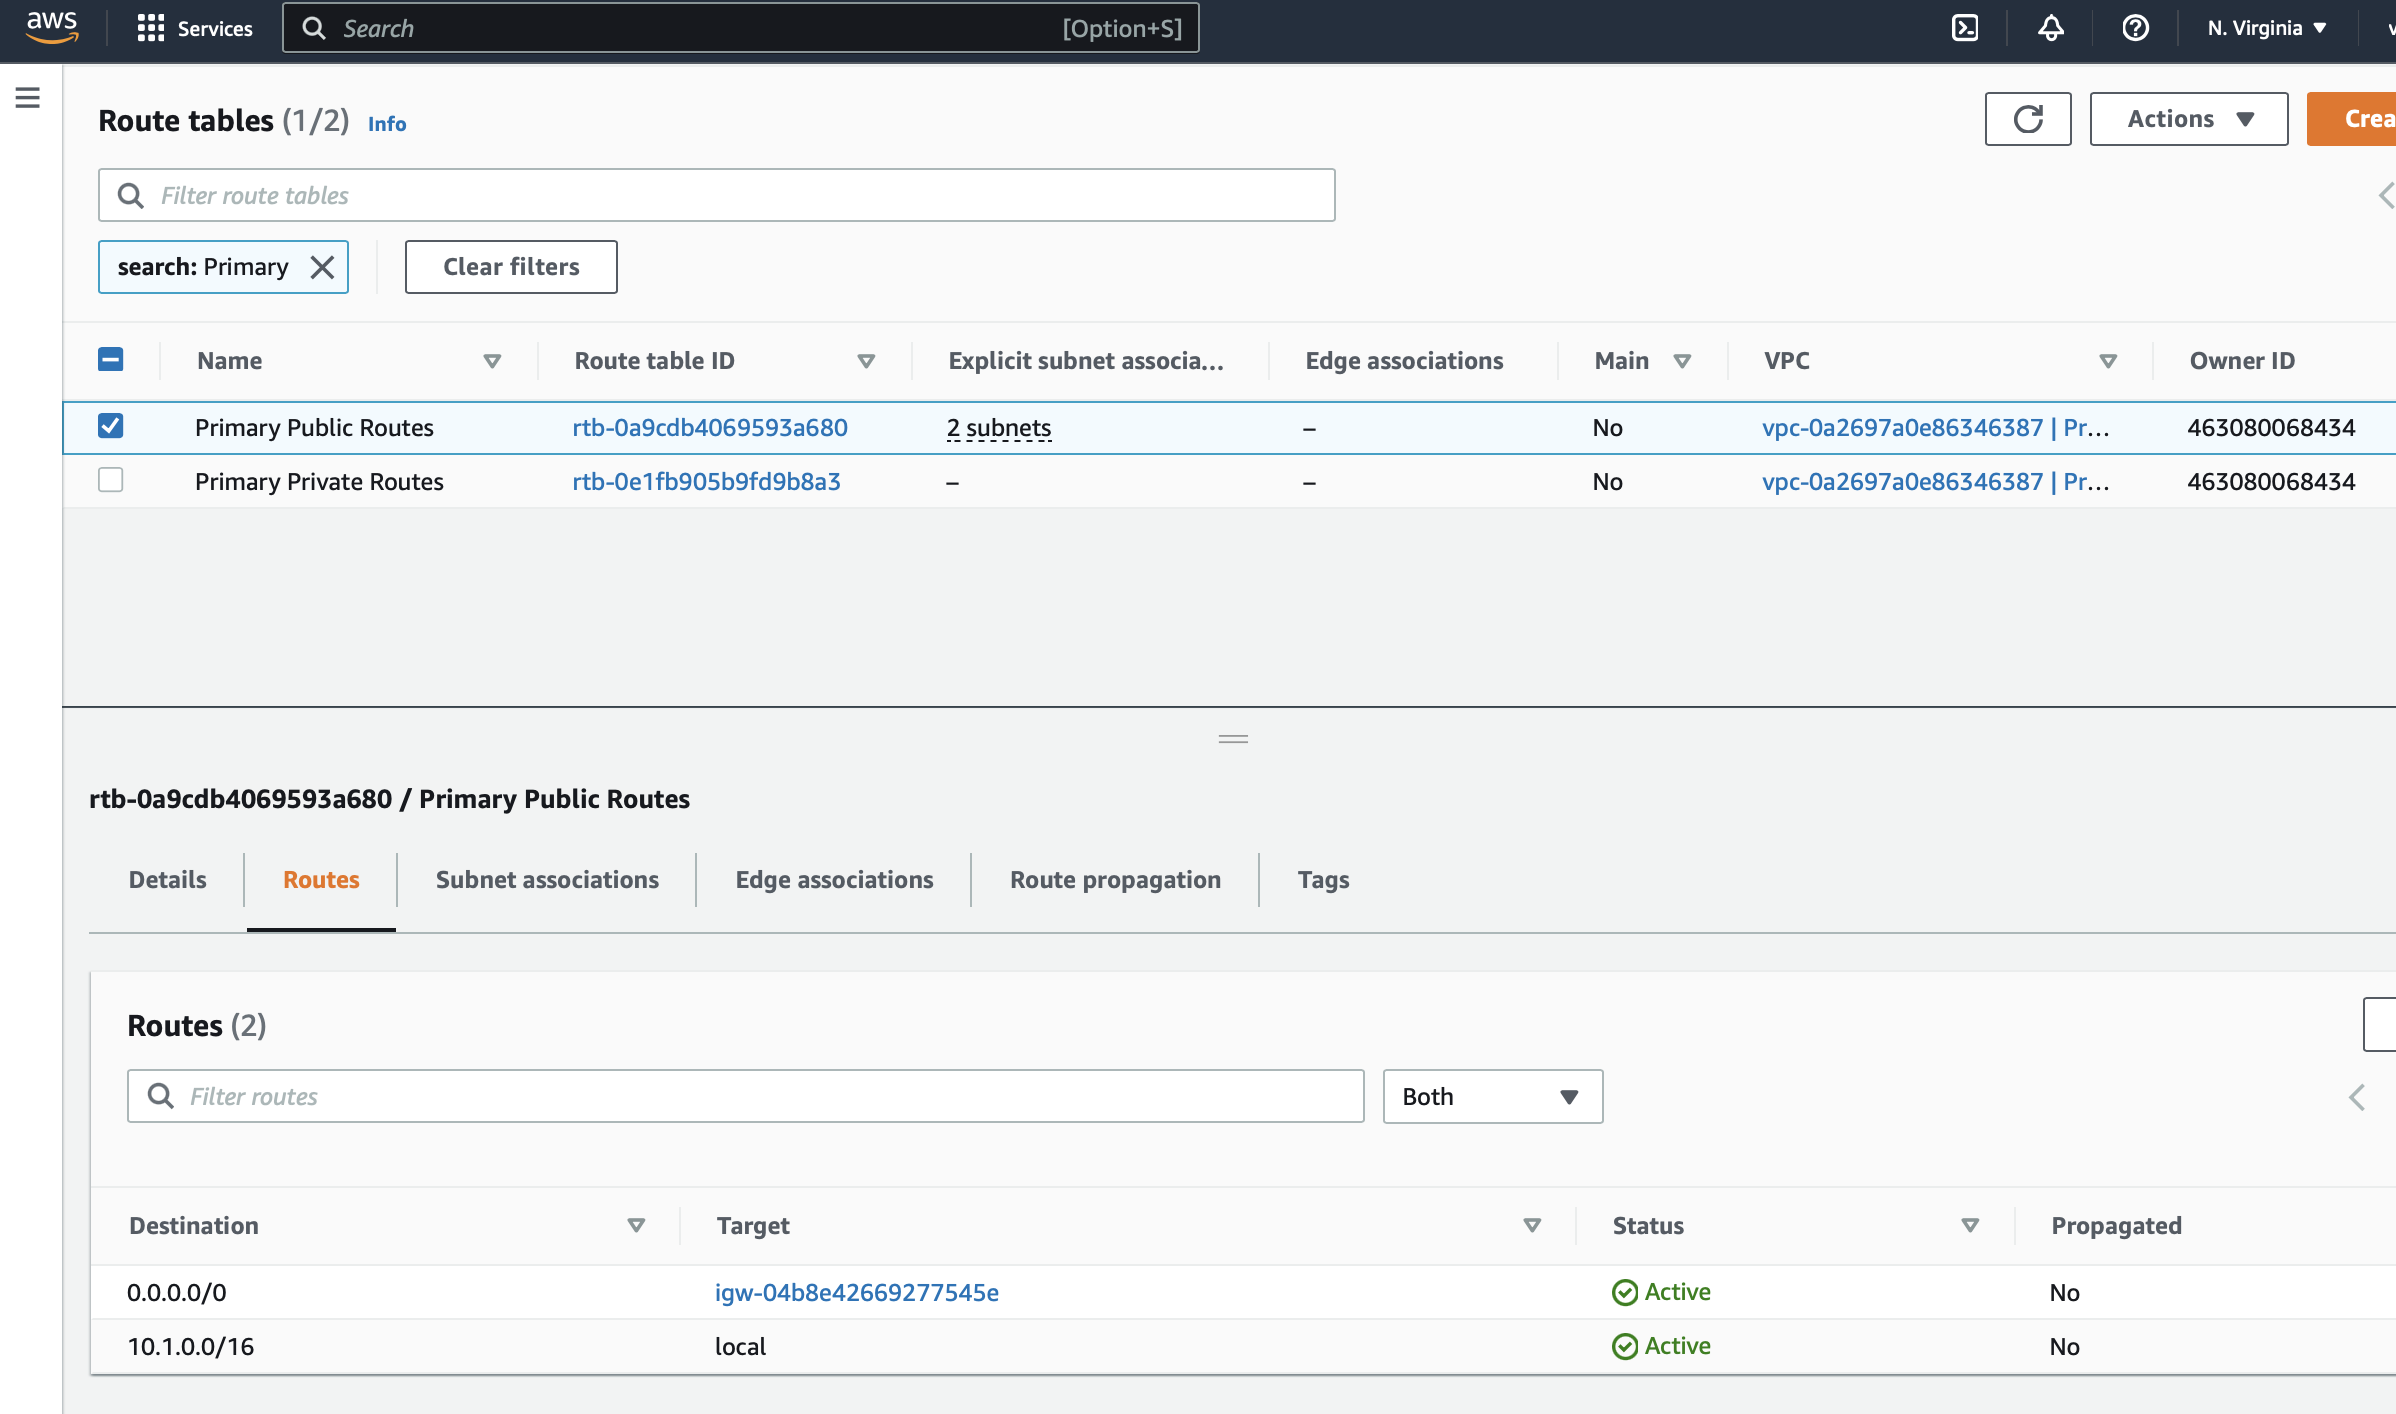 aws Services Search [Option+S] N. Virginia
Route tables (1/2) Info Actions Crea
Filter route tables
search: Primary Clear filters
Name Route table ID Explicit subnet associa... Edge associations Main VPC Owner ID
Primary Public Routes rtb-0a9cdb4069593a680 2 subnets – No vpc-0a2697a0e86346387 | Pr... 463080068434
Primary Private Routes rtb-0e1fb905b9fd9b8a3 – – No vpc-0a2697a0e86346387 | Pr... 463080068434
rtb-0a9cdb4069593a680 / Primary Public Routes
Details Routes Subnet associations Edge associations Route propagation Tags
Routes (2)
Filter routes Both
Destination Target Status Propagated
0.0.0.0/0 igw-04b8e42669277545e Active No
10.1.0.0/16 local Active No